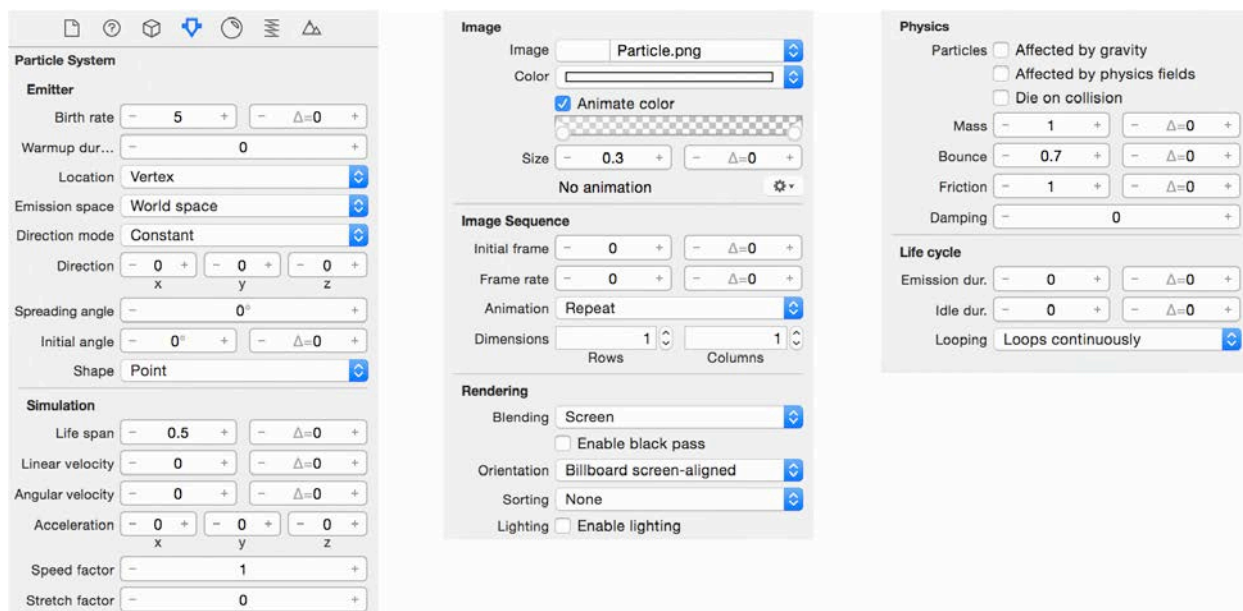 Particle System
Emitter
Birth rate - 5 + - Δ=0 +
Warmup dur... - 0 +
Location Vertex
Emission space World space
Direction mode Constant
Direction - 0 + - 0 + - 0 +
x y z
Spreading angle - 0° +
Initial angle - 0° + - Δ=0 +
Shape Point
Simulation
Life span - 0.5 + - Δ=0 +
Linear velocity - 0 + - Δ=0 +
Angular velocity - 0 + - Δ=0 +
Acceleration - 0 + - 0 + - 0 +
x y z
Speed factor - 1 +
Stretch factor - 0 +
Image
Image Particle.png
Color
Animate color
Size - 0.3 + - Δ=0 +
No animation
Image Sequence
Initial frame - 0 + - Δ=0 +
Frame rate - 0 + - Δ=0 +
Animation Repeat
Dimensions 1 1
Rows Columns
Rendering
Blending Screen
Enable black pass
Orientation Billboard screen-aligned
Sorting None
Lighting Enable lighting
Physics
Particles Affected by gravity
Affected by physics fields
Die on collision
Mass - 1 + - Δ=0 +
Bounce - 0.7 + - Δ=0 +
Friction - 1 + - Δ=0 +
Damping - 0 +
Life cycle
Emission dur. - 0 + - Δ=0 +
Idle dur. - 0 + - Δ=0 +
Looping Loops continuously